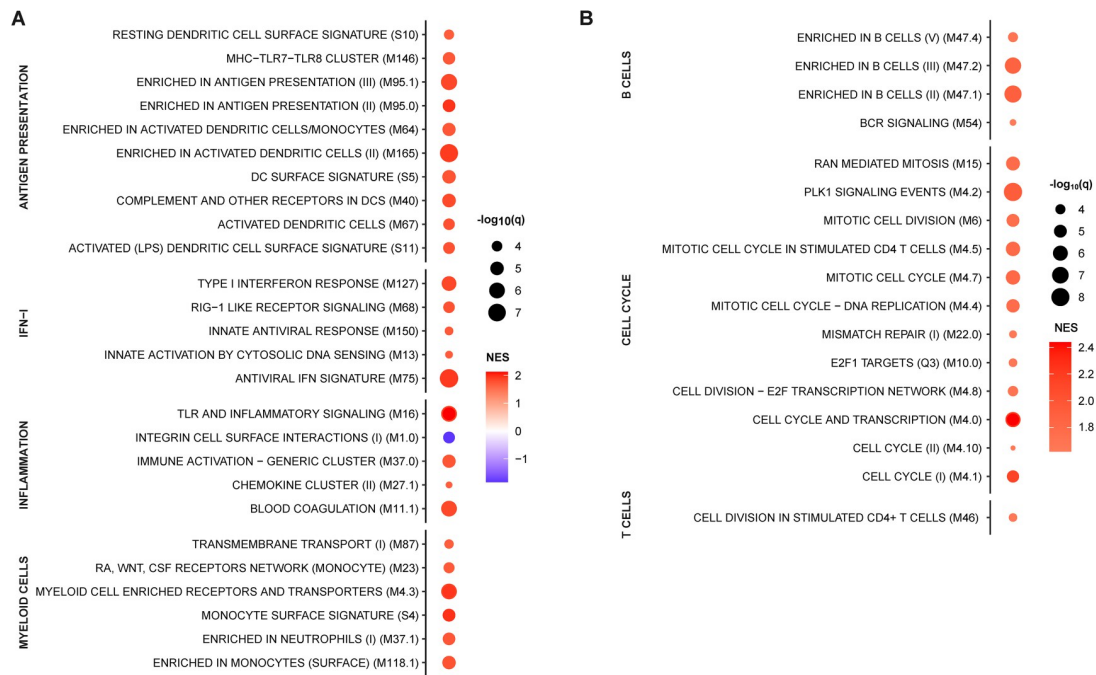 A
ANTIGEN PRESENTATION
RESTING DENDRITIC CELL SURFACE SIGNATURE (S10)
MHC−TLR7−TLR8 CLUSTER (M146)
ENRICHED IN ANTIGEN PRESENTATION (III) (M95.1)
ENRICHED IN ANTIGEN PRESENTATION (II) (M95.0)
ENRICHED IN ACTIVATED DENDRITIC CELLS/MONOCYTES (M64)
ENRICHED IN ACTIVATED DENDRITIC CELLS (II) (M165)
DC SURFACE SIGNATURE (S5)
COMPLEMENT AND OTHER RECEPTORS IN DCS (M40)
ACTIVATED DENDRITIC CELLS (M67)
ACTIVATED (LPS) DENDRITIC CELL SURFACE SIGNATURE (S11)
IFN−I
TYPE I INTERFERON RESPONSE (M127)
RIG−1 LIKE RECEPTOR SIGNALING (M68)
INNATE ANTIVIRAL RESPONSE (M150)
INNATE ACTIVATION BY CYTOSOLIC DNA SENSING (M13)
ANTIVIRAL IFN SIGNATURE (M75)
INFLAMMATION
TLR AND INFLAMMATORY SIGNALING (M16)
INTEGRIN CELL SURFACE INTERACTIONS (I) (M1.0)
IMMUNE ACTIVATION − GENERIC CLUSTER (M37.0)
CHEMOKINE CLUSTER (II) (M27.1)
BLOOD COAGULATION (M11.1)
MYELOID CELLS
TRANSMEMBRANE TRANSPORT (I) (M87)
RA, WNT, CSF RECEPTORS NETWORK (MONOCYTE) (M23)
MYELOID CELL ENRICHED RECEPTORS AND TRANSPORTERS (M4.3)
MONOCYTE SURFACE SIGNATURE (S4)
ENRICHED IN NEUTROPHILS (I) (M37.1)
ENRICHED IN MONOCYTES (SURFACE) (M118.1)
-log10(q)
4
5
6
7
NES
2
1
0
−1
B
B CELLS
ENRICHED IN B CELLS (V) (M47.4)
ENRICHED IN B CELLS (III) (M47.2)
ENRICHED IN B CELLS (II) (M47.1)
BCR SIGNALING (M54)
CELL CYCLE
RAN MEDIATED MITOSIS (M15)
PLK1 SIGNALING EVENTS (M4.2)
MITOTIC CELL DIVISION (M6)
MITOTIC CELL CYCLE IN STIMULATED CD4 T CELLS (M4.5)
MITOTIC CELL CYCLE (M4.7)
MITOTIC CELL CYCLE − DNA REPLICATION (M4.4)
MISMATCH REPAIR (I) (M22.0)
E2F1 TARGETS (Q3) (M10.0)
CELL DIVISION − E2F TRANSCRIPTION NETWORK (M4.8)
CELL CYCLE AND TRANSCRIPTION (M4.0)
CELL CYCLE (II) (M4.10)
CELL CYCLE (I) (M4.1)
T CELLS
CELL DIVISION IN STIMULATED CD4+ T CELLS (M46)
-log10(q)
4
5
6
7
8
NES
2.4
2.2
2.0
1.8